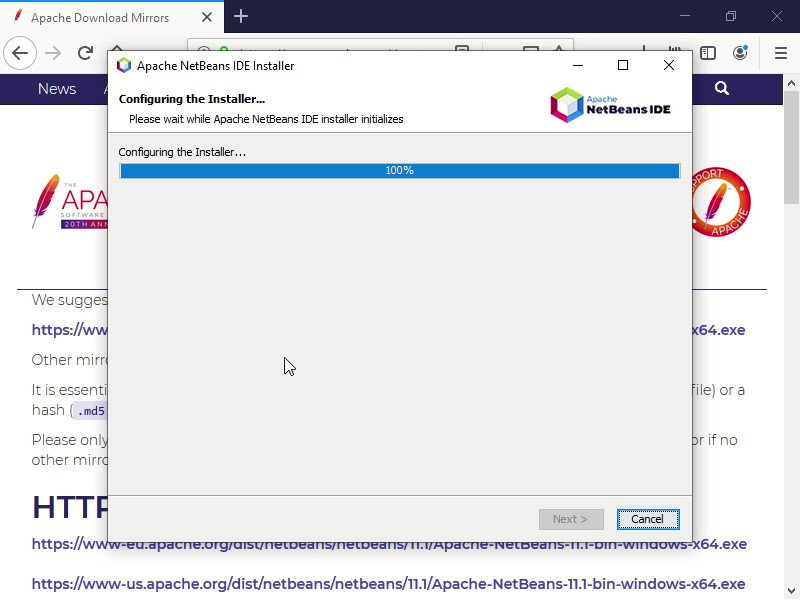 Apache Download Mirrors
Apache NetBeans IDE Installer
News
Configuring the Installer...
Please wait while Apache NetBeans IDE installer initializes
Apache
NetBeans IDE
Configuring the Installer...
100%
THE
APA
SOFTWARE
20TH ANN
SUPPORT
APACHE
We sugges
https://ww
x64.exe
Other mirro
It is essenti
file) or a
hash ( .md5
Please only
or if no
other mirro
HTTP
Next >
Cancel
https://www-eu.apache.org/dist/netbeans/netbeans/11.1/Apache-NetBeans-11.1-bin-windows-x64.exe
https://www-us.apache.org/dist/netbeans/netbeans/11.1/Apache-NetBeans-11.1-bin-windows-x64.exe